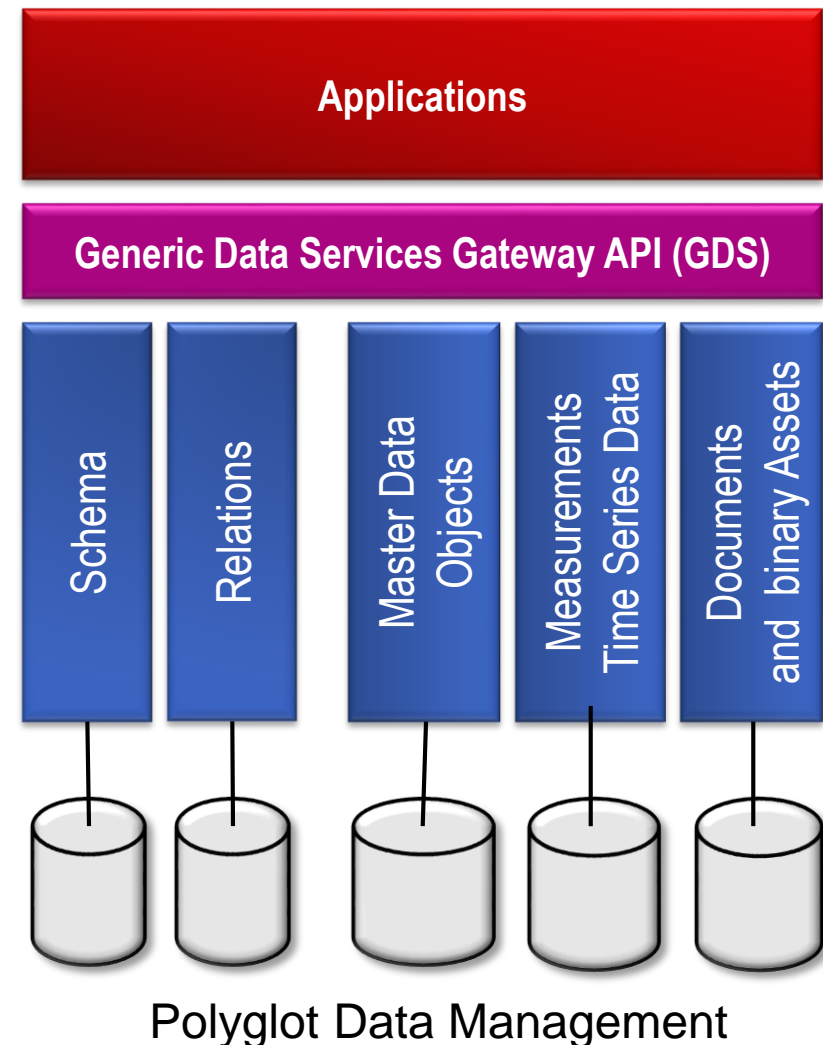 Applications
Generic Data Services Gateway API (GDS)
Schema
Relations
Master Data
Objects
Measurements
Time Series Data
Documents
and binary Assets
Polyglot Data Management